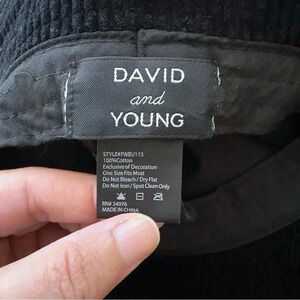 DAVID
and
YOUNG
STYLE#FWBU115
100%Cotton
Exclusive of Decoration
One Size Fits Most
Do Not Bleach / Dry Flat
Do Not Iron / Spot Clean Only
RN# 54976
MADE IN CHINA